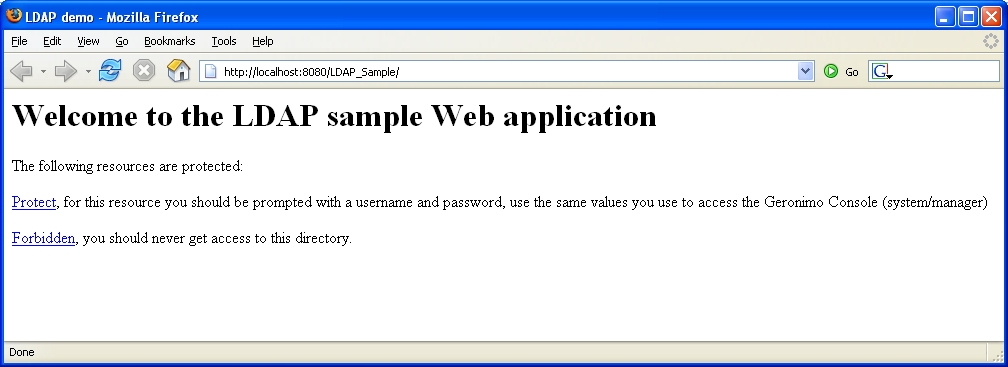 LDAP demo - Mozilla Firefox
File Edit View Go Bookmarks Tools Help
http://localhost:8080/LDAP_Sample/ Go G
Welcome to the LDAP sample Web application
The following resources are protected:
Protect, for this resource you should be prompted with a username and password, use the same values you use to access the Geronimo Console (system/manager)
Forbidden, you should never get access to this directory.
Done